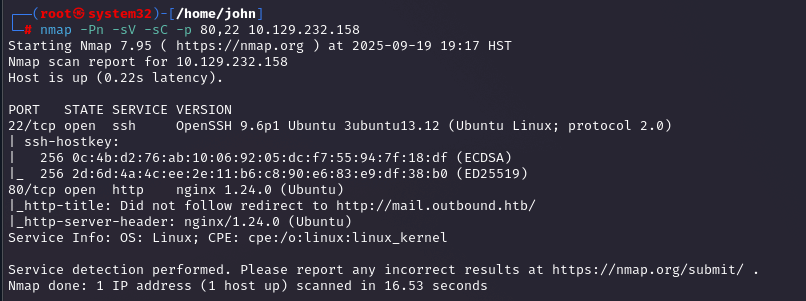 ┌──(root㉿system32)-[/home/john]
└─# nmap -Pn -sV -sC -p 80,22 10.129.232.158
Starting Nmap 7.95 ( https://nmap.org ) at 2025-09-19 19:17 HST
Nmap scan report for 10.129.232.158
Host is up (0.22s latency).

PORT   STATE SERVICE VERSION
22/tcp open  ssh     OpenSSH 9.6p1 Ubuntu 3ubuntu13.12 (Ubuntu Linux; protocol 2.0)
| ssh-hostkey:
|   256 0c:4b:d2:76:ab:10:06:92:05:dc:f7:55:94:7f:18:df (ECDSA)
|_  256 2d:6d:4a:4c:ee:2e:11:b6:c8:90:e6:83:e9:df:38:b0 (ED25519)
80/tcp open  http    nginx 1.24.0 (Ubuntu)
|_http-title: Did not follow redirect to http://mail.outbound.htb/
|_http-server-header: nginx/1.24.0 (Ubuntu)
Service Info: OS: Linux; CPE: cpe:/o:linux:linux_kernel

Service detection performed. Please report any incorrect results at https://nmap.org/submit/ .
Nmap done: 1 IP address (1 host up) scanned in 16.53 seconds